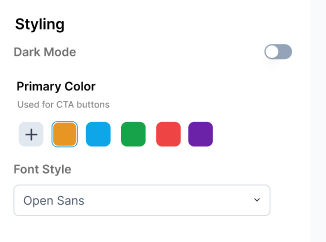 Styling
Dark Mode
Primary Color
Used for CTA buttons
Font Style
Open Sans